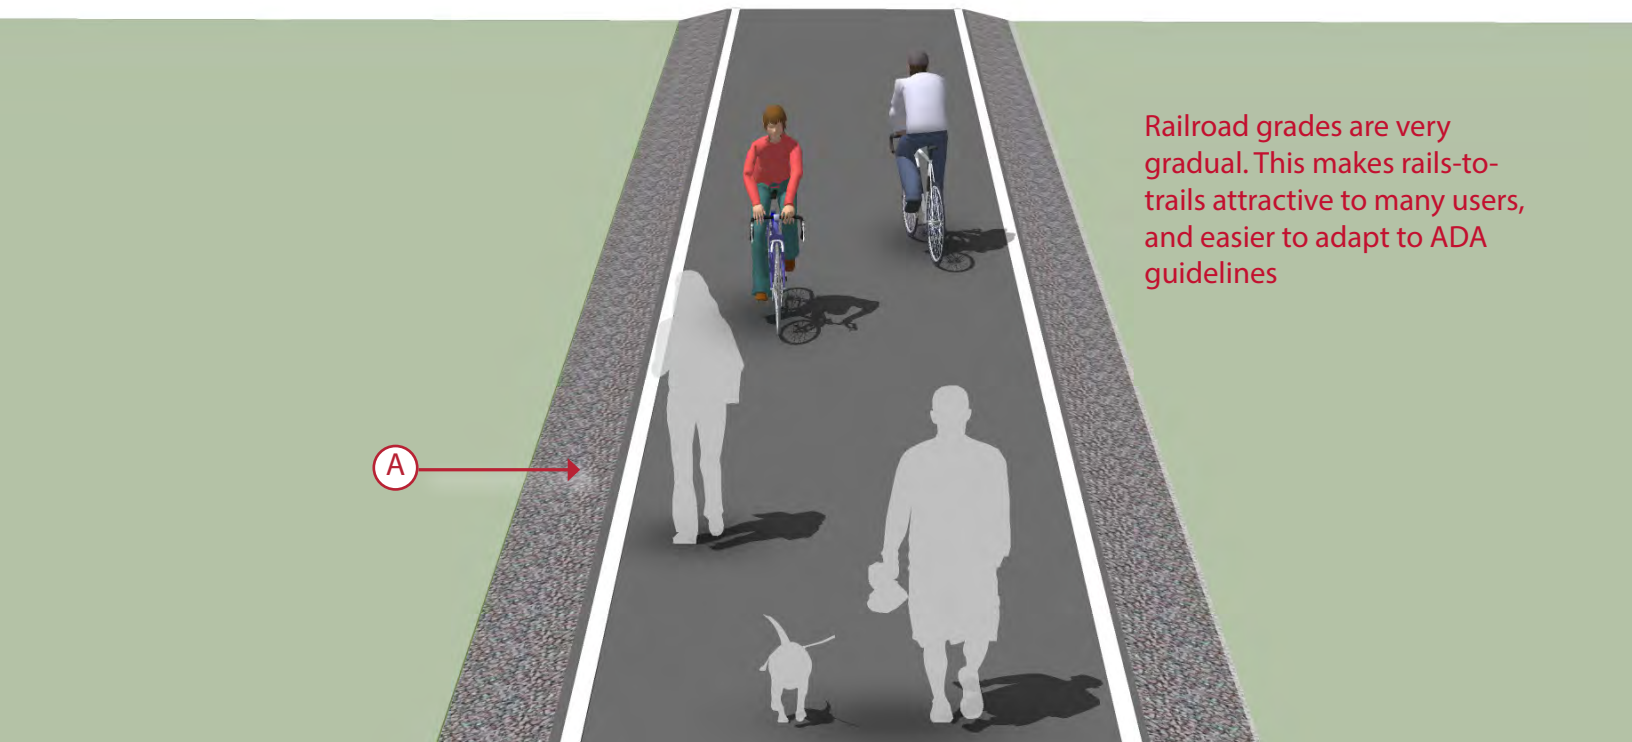 Railroad grades are very
gradual. This makes rails-to-
trails attractive to many users,
and easier to adapt to ADA
guidelines
A